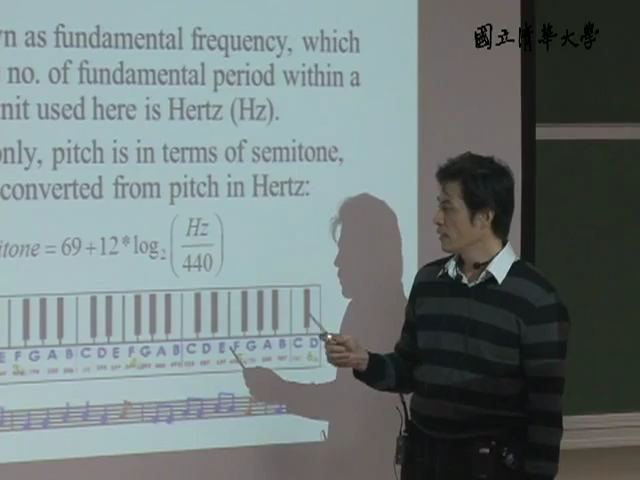 國立清華大學
n as fundamental frequency, which
no. of fundamental period within a
nit used here is Hertz (Hz).
only, pitch is in terms of semitone,
converted from pitch in Hertz:
itone = 69+12*log₂(Hz/440)
E F G A B C D E F G A B C D E F G A B C D